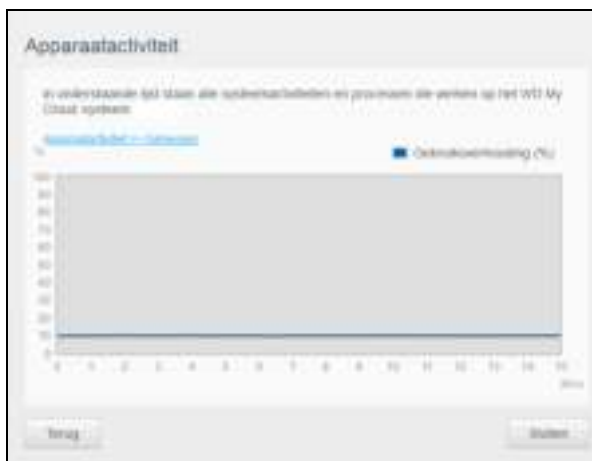 Apparaatactiviteit
In onderstaande lijst staan alle systeemactiviteiten en processen die werken op het WD My
Cloud systeem.
Apparaatactiviteit >> Geheugen
%
Gebruiksverhouding (%)
100
90
80
70
60
50
40
30
20
10
0
0 1 2 3 4 5 6 7 8 9 10 11 12 13 14 15
Terug
Sluiten